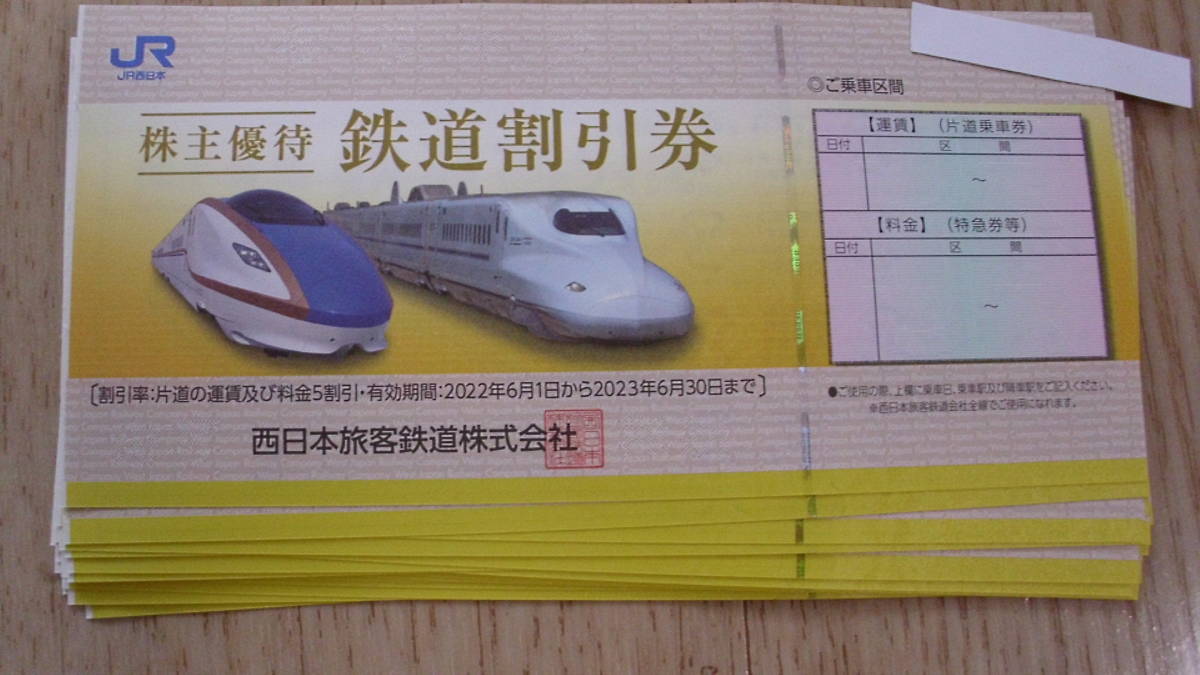 JR
JR西日本
株主優待
鉄道割引券
〔割引率:片道の運賃及び料金5割引・有効期間:2022年6月1日から2023年6月30日まで〕
西日本旅客鉄道株式会社
◎ご乗車区間
【運賃】(片道乗車券)
日付 区間
～
【料金】(特急券等)
日付 区間
～
●ご使用の際、上欄に乗車日、乗車駅及び降車駅をご記入ください。
※西日本旅客鉄道会社全線でご使用になれます。